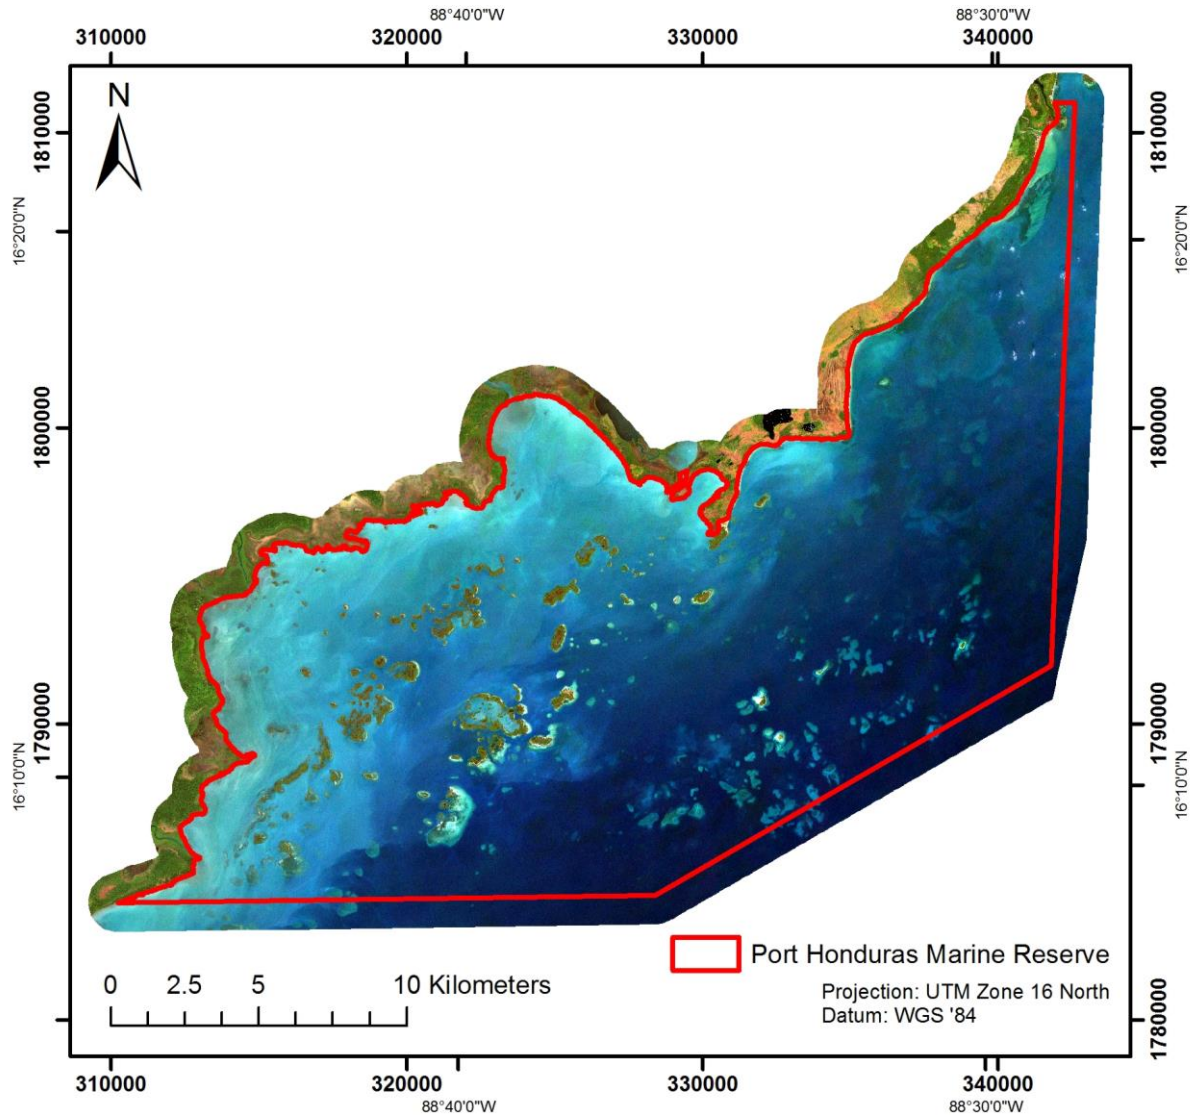 88°40'0"W 88°30'0"W
310000 320000 330000 340000
N
1810000 1810000
16°20'0"N 16°20'0"N
1800000 1800000
1790000 1790000
16°10'0"N 16°10'0"N
Port Honduras Marine Reserve
0 2.5 5 10 Kilometers
Projection: UTM Zone 16 North
Datum: WGS '84
1780000 1780000
310000 320000 330000 340000
88°40'0"W 88°30'0"W